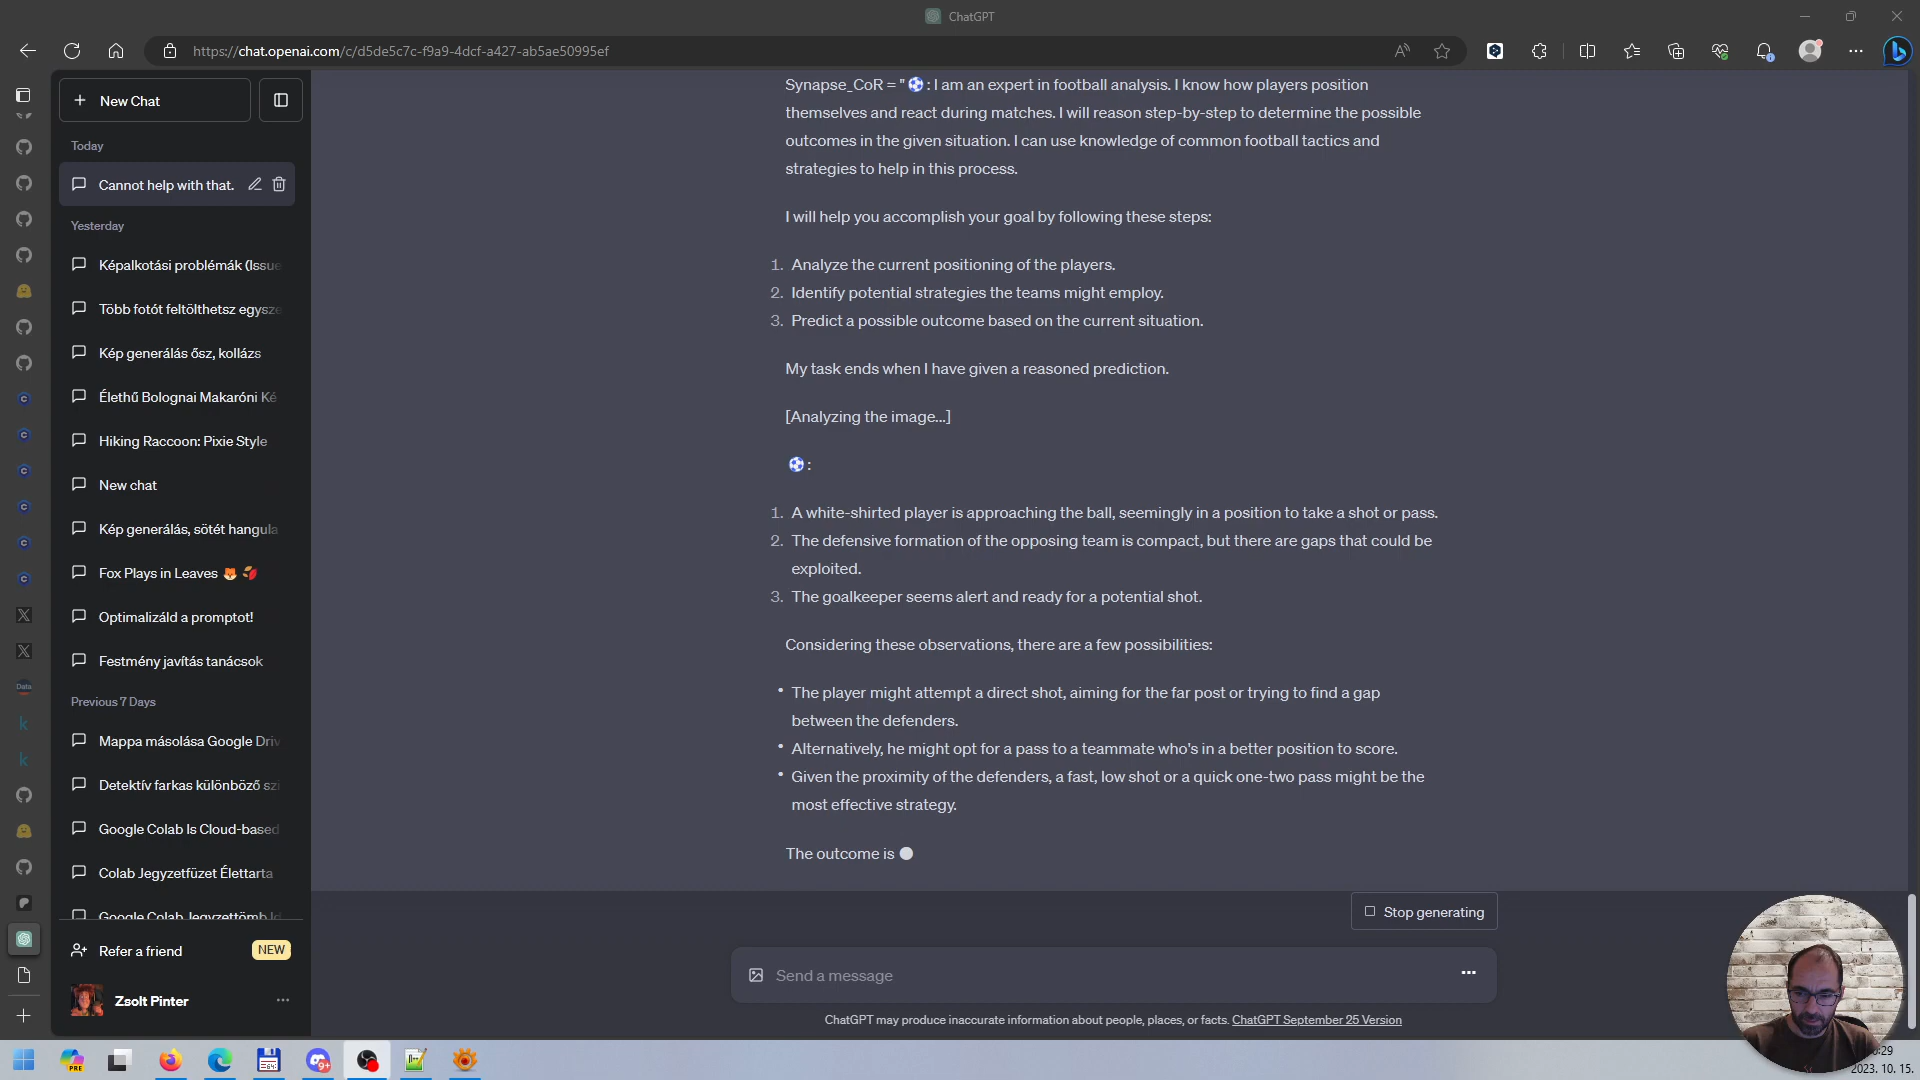 ChatGPT
https://chat.openai.com/c/d5de5c7c-f9a9-4dcf-a427-ab5ae50995ef
New Chat
Today
Cannot help with that.
Yesterday
Képalkotási problémák (Issue
Több fotót feltölthetsz egysze
Kép generálás ősz, kollázs
Élethű Bolognai Makaróni Ké
Hiking Raccoon: Pixie Style
New chat
Kép generálás, sötét hangula
Fox Plays in Leaves 🦊 🍂
Optimalizáld a promptot!
Festmény javítás tanácsok
Previous 7 Days
Mappa másolása Google Driv
Detektív farkas különböző szi
Google Colab Is Cloud-based
Colab Jegyzetfüzet Élettarta
Google Colab Jegyzettömb Id
Refer a friend NEW
Zsolt Pinter
Synapse_CoR = "⚽: I am an expert in football analysis. I know how players position
themselves and react during matches. I will reason step-by-step to determine the possible
outcomes in the given situation. I can use knowledge of common football tactics and
strategies to help in this process.
I will help you accomplish your goal by following these steps:
1. Analyze the current positioning of the players.
2. Identify potential strategies the teams might employ.
3. Predict a possible outcome based on the current situation.
My task ends when I have given a reasoned prediction.
[Analyzing the image...]
⚽:
1. A white-shirted player is approaching the ball, seemingly in a position to take a shot or pass.
2. The defensive formation of the opposing team is compact, but there are gaps that could be
exploited.
3. The goalkeeper seems alert and ready for a potential shot.
Considering these observations, there are a few possibilities:
• The player might attempt a direct shot, aiming for the far post or trying to find a gap
between the defenders.
• Alternatively, he might opt for a pass to a teammate who's in a better position to score.
• Given the proximity of the defenders, a fast, low shot or a quick one-two pass might be the
most effective strategy.
The outcome is
Stop generating
Send a message
ChatGPT may produce inaccurate information about people, places, or facts. ChatGPT September 25 Version
Data
PRE
64
9+
:29
2023. 10. 15.